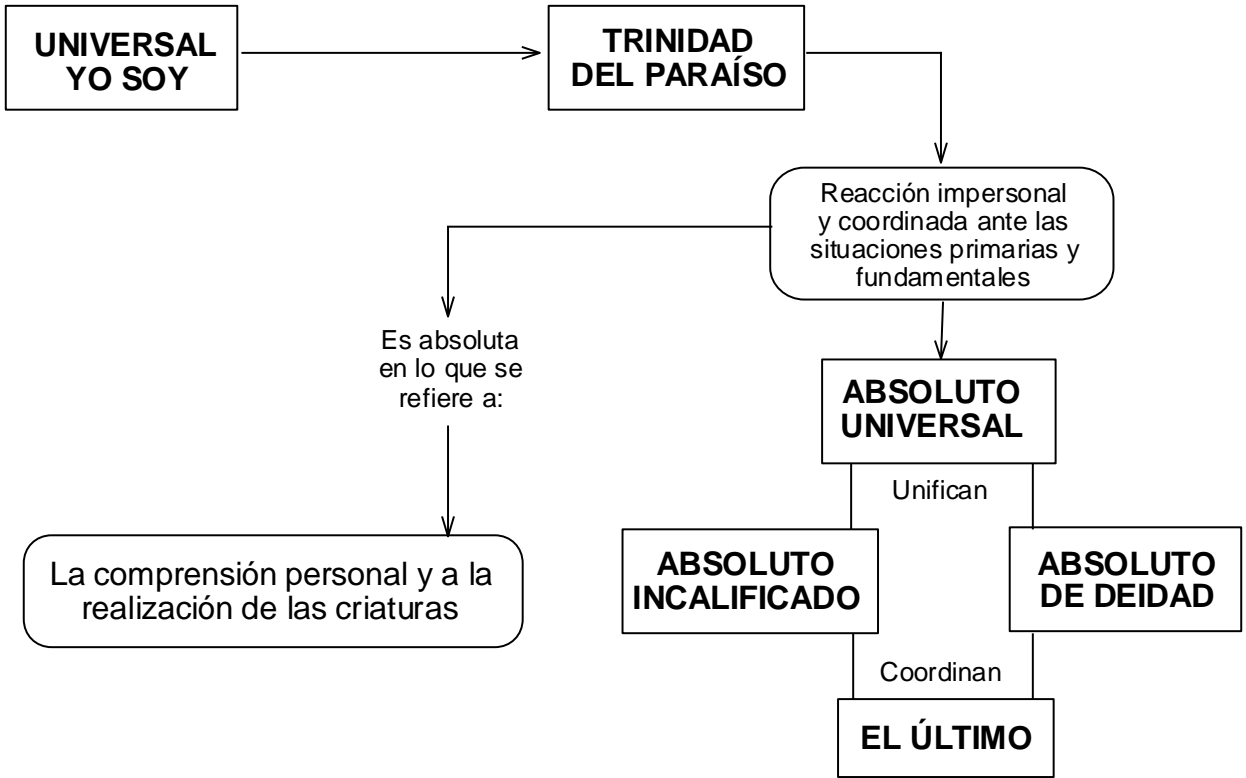 UNIVERSAL
YO SOY
TRINIDAD
DEL PARAÍSO
Reacción impersonal
y coordinada ante las
situaciones primarias y
fundamentales
Es absoluta
en lo que se
refiere a:
La comprensión personal y a la
realización de las criaturas
ABSOLUTO
UNIVERSAL
Unifican
ABSOLUTO
INCALIFICADO
ABSOLUTO
DE DEIDAD
Coordinan
EL ÚLTIMO